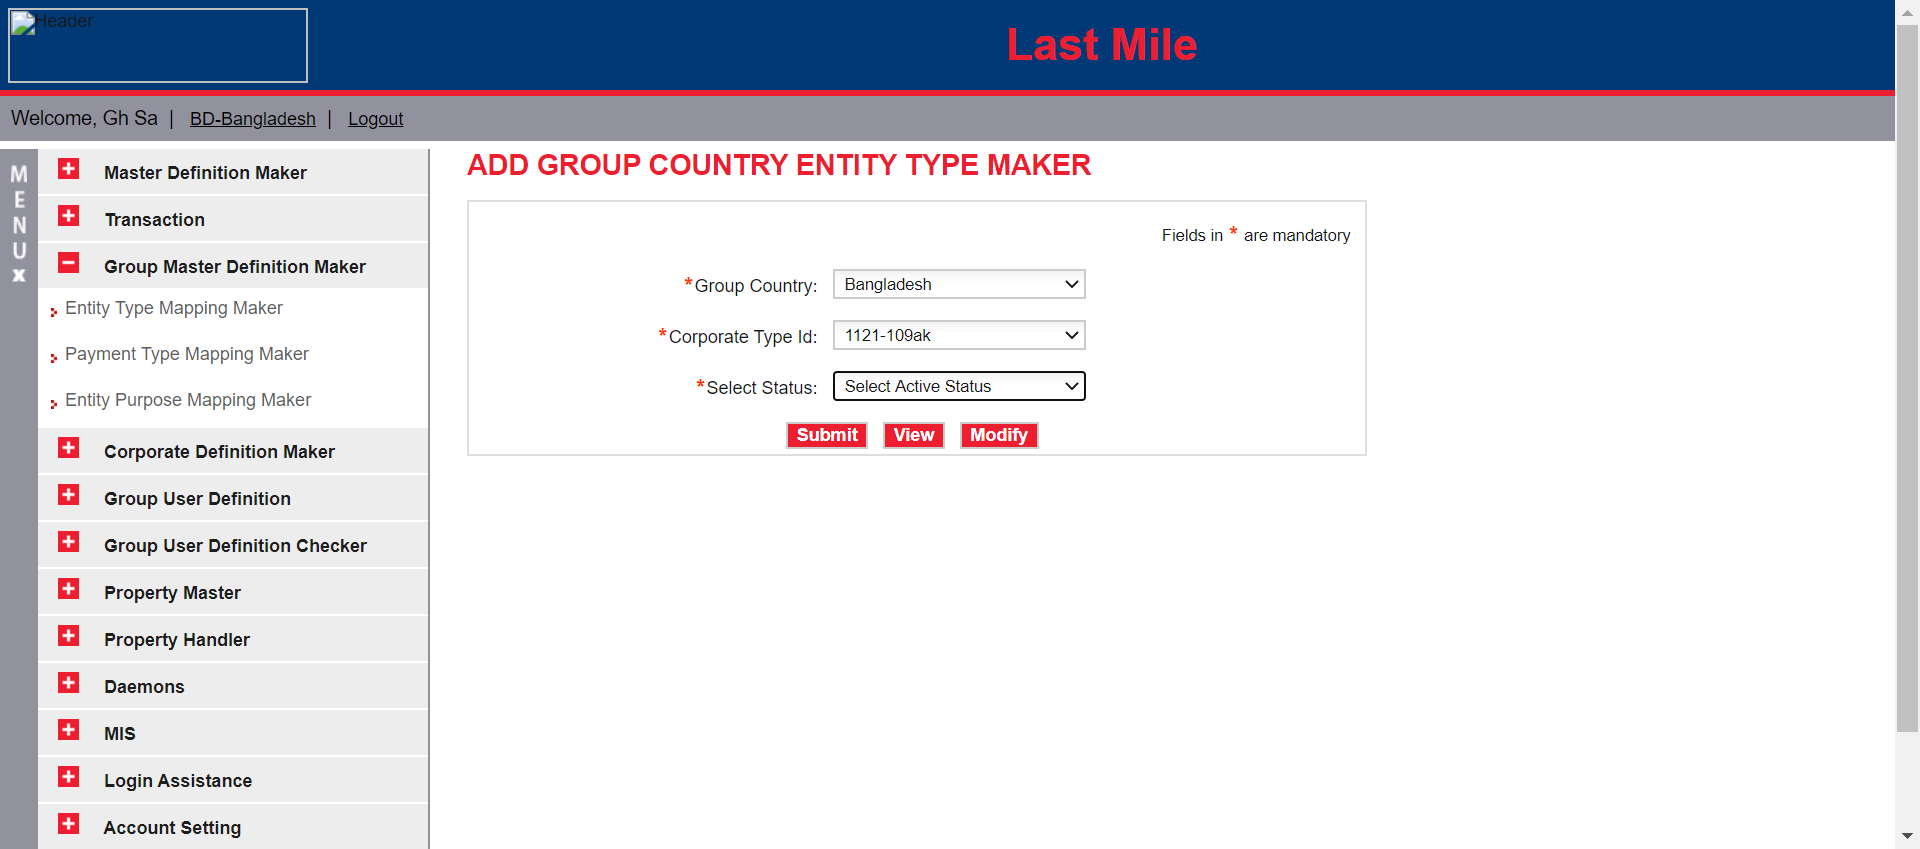 Header
Last Mile
Welcome, Gh Sa | BD-Bangladesh | Logout
MENU
x
Master Definition Maker
Transaction
Group Master Definition Maker
Entity Type Mapping Maker
Payment Type Mapping Maker
Entity Purpose Mapping Maker
Corporate Definition Maker
Group User Definition
Group User Definition Checker
Property Master
Property Handler
Daemons
MIS
Login Assistance
Account Setting
ADD GROUP COUNTRY ENTITY TYPE MAKER
Fields in * are mandatory
*Group Country: Bangladesh
*Corporate Type Id: 1121-109ak
*Select Status: Select Active Status
Submit View Modify